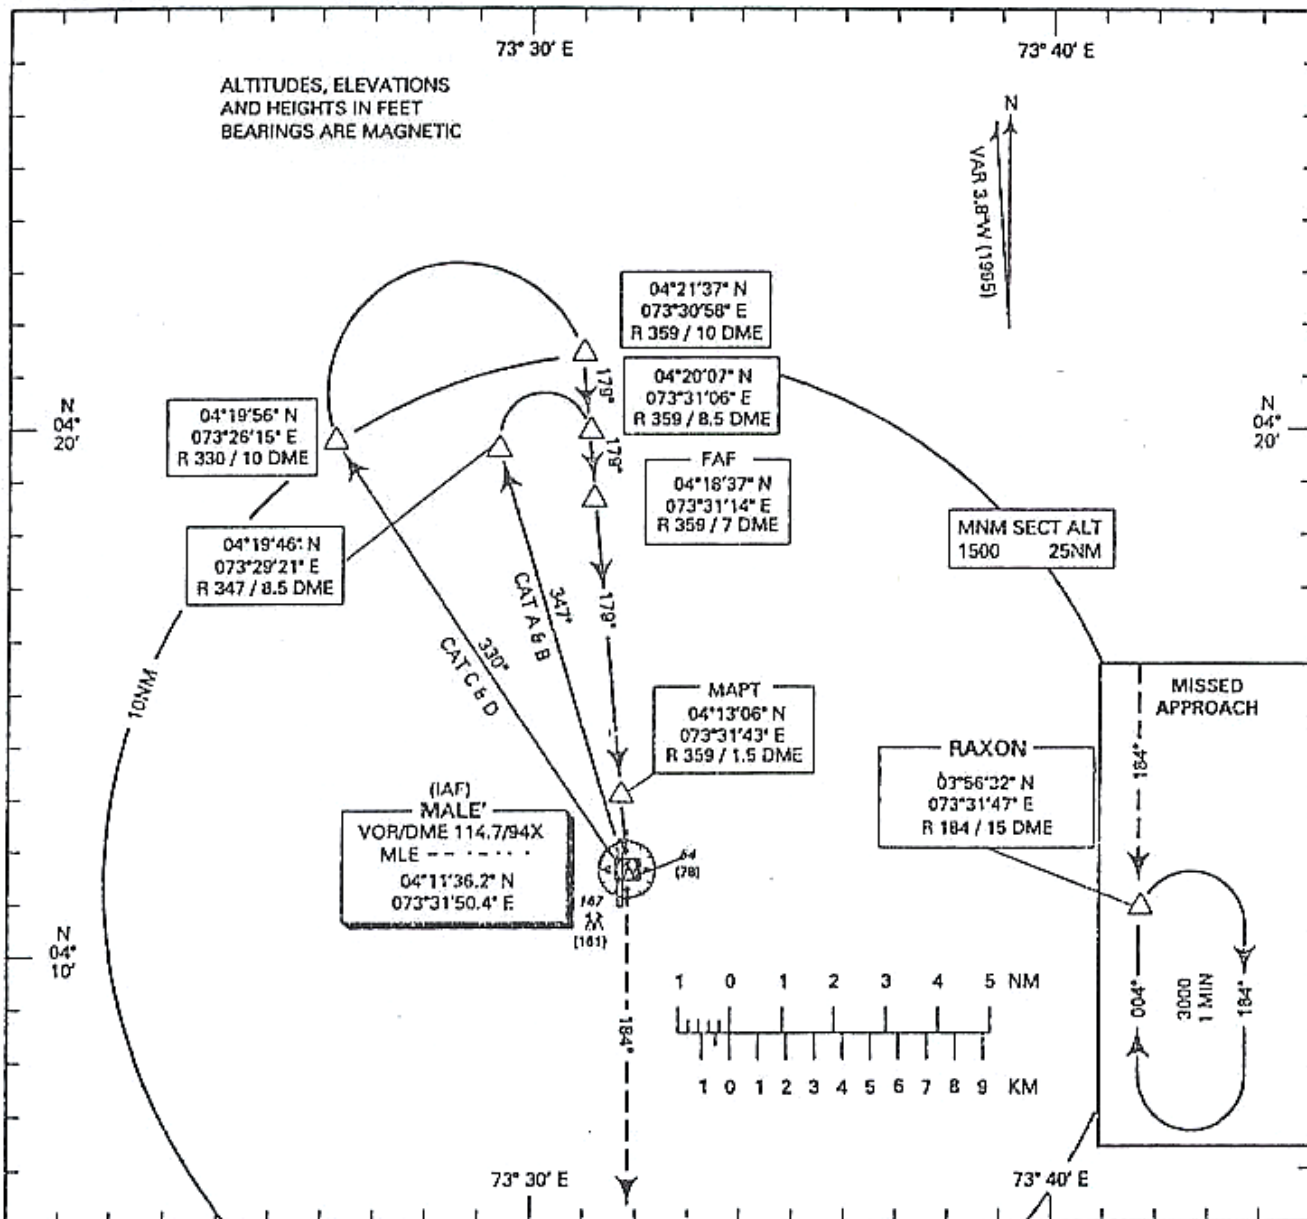 73° 30' E
73° 40' E
ALTITUDES, ELEVATIONS
AND HEIGHTS IN FEET
BEARINGS ARE MAGNETIC
N
VAR 3.8°W (1995)
04°21'37" N
073°30'58" E
R 359 / 10 DME
179°
04°20'07" N
073°31'06" E
R 359 / 8.5 DME
N
04°
20'
04°19'56" N
073°26'15" E
R 330 / 10 DME
179°
N
04°
20'
FAF
04°18'37" N
073°31'14" E
R 359 / 7 DME
MNM SECT ALT
1500 25NM
04°19'46" N
073°29'21" E
R 347 / 8.5 DME
347°
CAT A & B
179°
330°
CAT C & D
10NM
MAPT
04°13'06" N
073°31'43" E
R 359 / 1.5 DME
MISSED
APPROACH
184°
RAXON
03°56'32" N
073°31'47" E
R 184 / 15 DME
(IAF)
MALE'
VOR/DME 114.7/94X
MLE
04°11'36.2" N
073°31'50.4" E
(78)
147
(161)
N
04°
10'
184°
1 0 1 2 3 4 5 NM
1 0 1 2 3 4 5 6 7 8 9 KM
004°
3000
1 MIN
184°
73° 30' E
73° 40' E